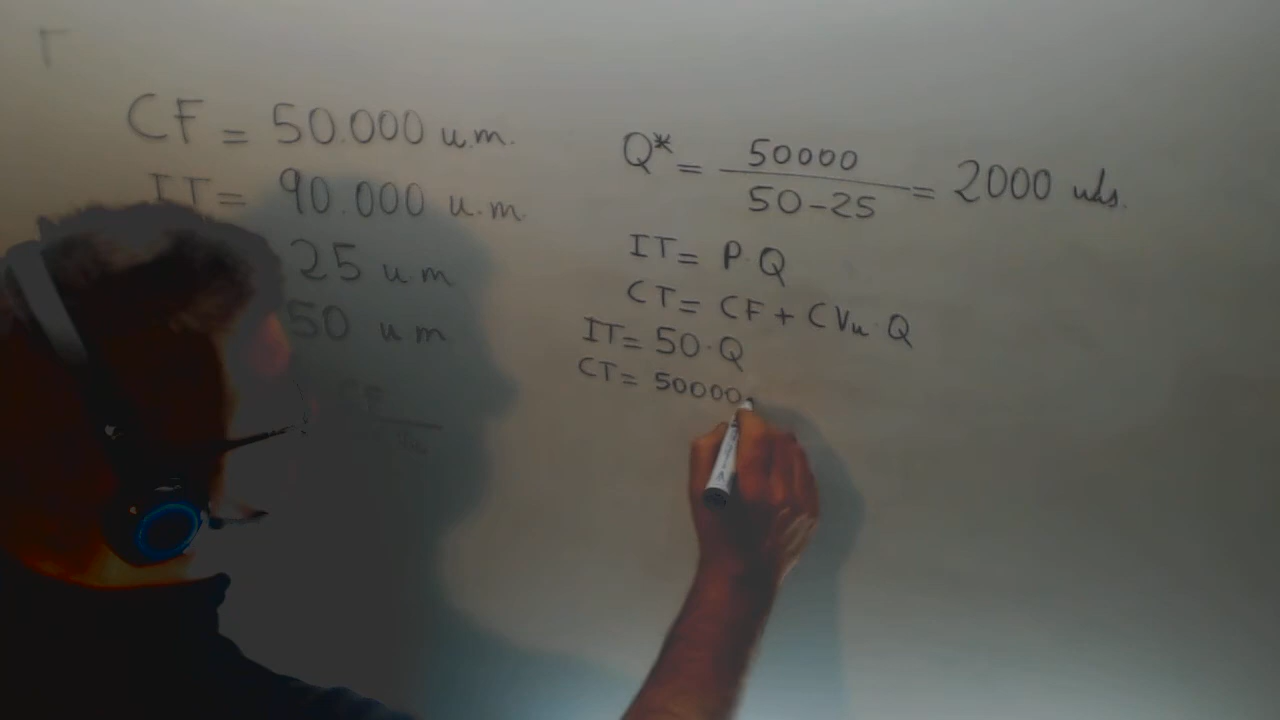 CF = 50.000 u.m.
IT = 90.000 u.m.
25 u m
50 u m
Q* = 50000 / 50-25 = 2000 uds.
IT = P·Q
CT = CF + CVu·Q
IT = 50·Q
CT = 50000